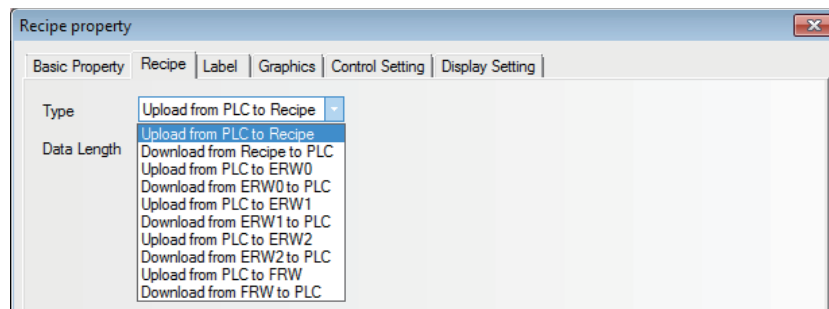 Recipe property
Basic Property Recipe Label Graphics Control Setting Display Setting
Type Upload from PLC to Recipe
Upload from PLC to Recipe
Data Length Download from Recipe to PLC
Upload from PLC to ERW0
Download from ERW0 to PLC
Upload from PLC to ERW1
Download from ERW1 to PLC
Upload from PLC to ERW2
Download from ERW2 to PLC
Upload from PLC to FRW
Download from FRW to PLC